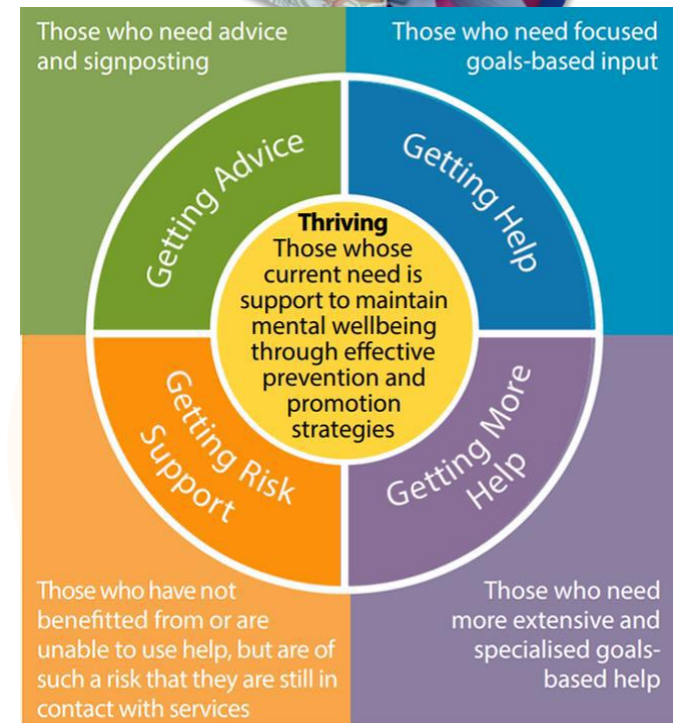 Those who need advice
and signposting
Those who need focused
goals-based input
Getting Advice
Getting Help
Thriving
Those whose
current need is
support to maintain
mental wellbeing
through effective
prevention and
promotion
strategies
Getting Risk
Support
Getting More
Help
Those who have not
benefitted from or are
unable to use help, but are of
such a risk that they are still in
contact with services
Those who need
more extensive and
specialised goals-
based help